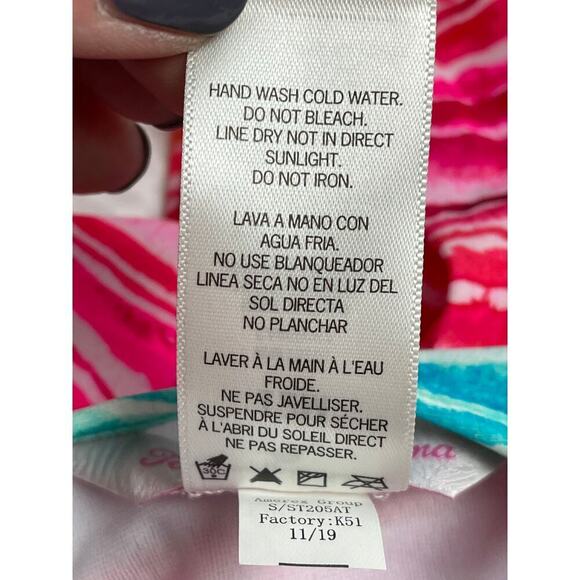 HAND WASH COLD WATER.
DO NOT BLEACH.
LINE DRY NOT IN DIRECT
SUNLIGHT.
DO NOT IRON.
LAVA A MANO CON
AGUA FRIA.
NO USE BLANQUEADOR
LINEA SECA NO EN LUZ DEL
SOL DIRECTA
NO PLANCHAR
LAVER À LA MAIN À L'EAU
FROIDE.
NE PAS JAVELLISER.
SUSPENDRE POUR SÉCHER
À L'ABRI DU SOLEIL DIRECT
NE PAS REPASSER.
30C
Amerex Group
S/ST205AT
Factory:K51
11/19